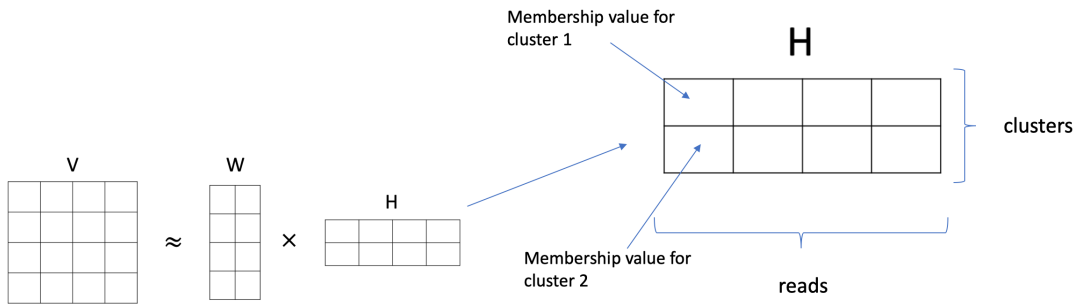 Membership value for
cluster 1
H
clusters
V
W
H
≈
×
Membership value for
cluster 2
reads